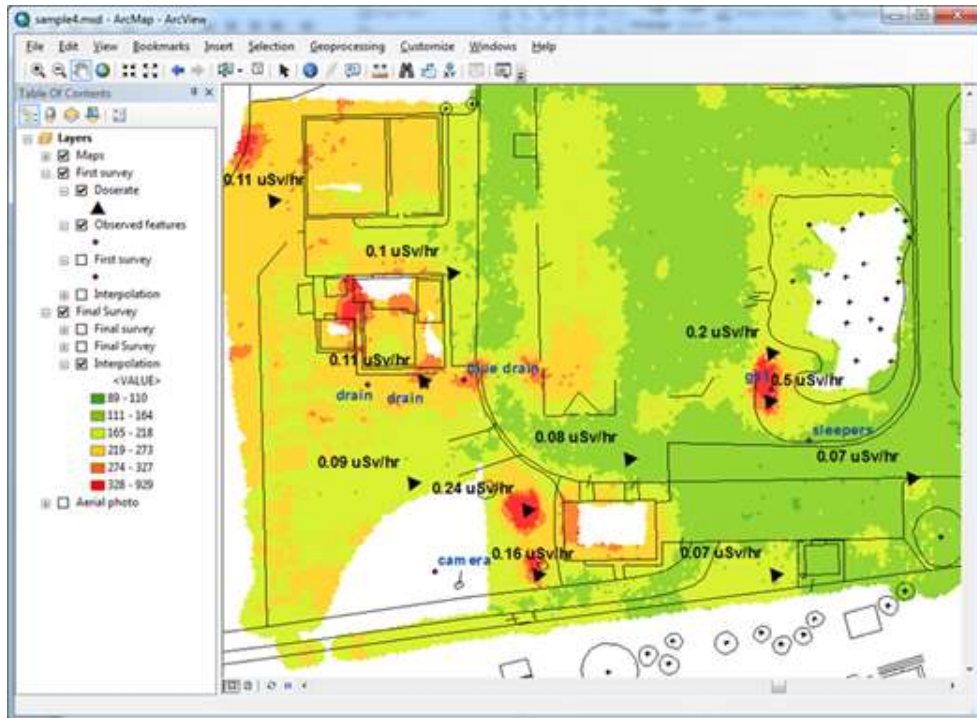 sample4.mxd - ArcMap - ArcView
File Edit View Bookmarks Insert Selection Geoprocessing Customize Windows Help
Table Of Contents
Layers
Maps
First survey
Doserate
Observed features
First survey
Interpolation
Final Survey
Final survey
Final Survey
Interpolation
<VALUE>
89 - 110
111 - 164
165 - 218
219 - 273
274 - 327
328 - 929
Aerial photo
0.11 uSv/hr
0.1 uSv/hr
0.2 uSv/hr
0.11 uSv/hr
blue drain
0.5 uSv/hr
drain
drain
sleepers
0.08 uSv/hr
0.09 uSv/hr
0.07 uSv/hr
0.24 uSv/hr
0.16 uSv/hr
0.07 uSv/hr
camera